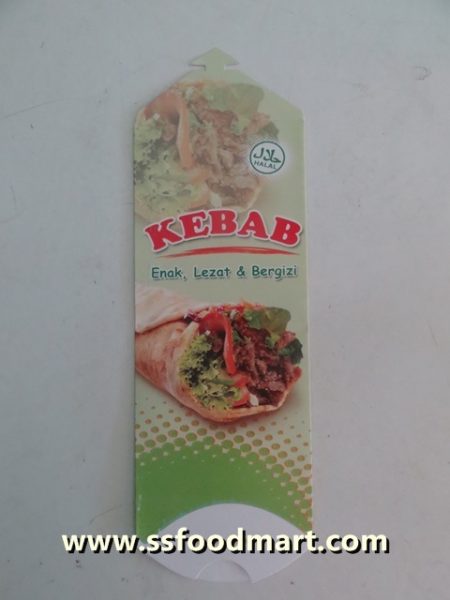 حلال
HALAL
KEBAB
Enak, Lezat & Bergizi
www.ssfoodmart.com